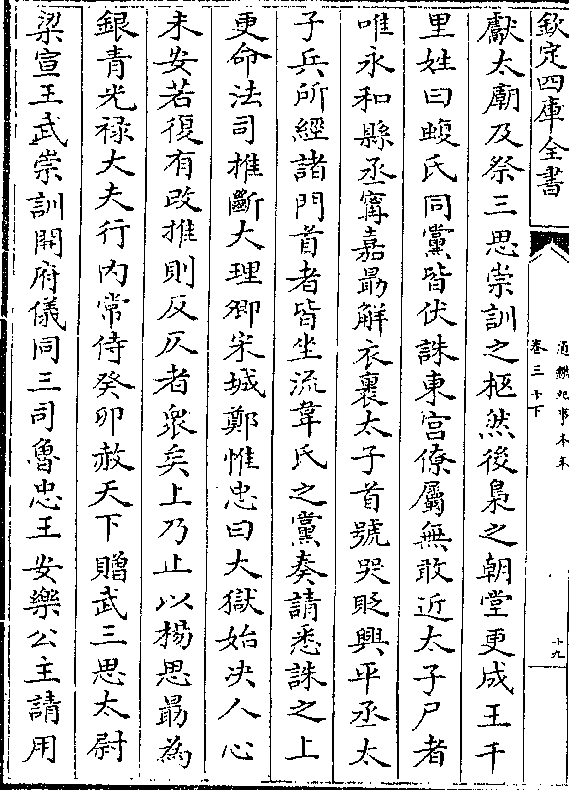 欽定四庫全書
通鑑紀事本末
卷三十下
十九
獻太廟及祭三思崇訓之柩然後梟之朝堂更成王千
里姓曰蝮氏同黨皆伏誅東宫僚屬無敢近太子尸者
唯永和縣丞甯嘉勗解衣裹太子首號哭貶興平丞太
子兵所經諸門首者皆坐流韋氏之黨奏請悉誅之上
更命法司推斷大理卿宋城鄭惟忠曰大獄始决人心
未安若復有改推則反仄者衆矣上乃止以楊思勗為
銀青光禄大夫行内常侍癸卯赦天下贈武三思太尉
梁宣王武崇訓開府儀同三司魯忠王安樂公主請用